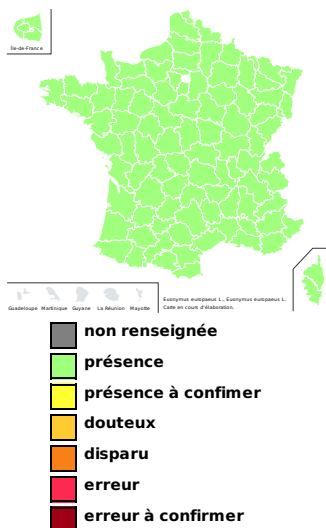 Île-de-France
Guadeloupe Martinique Guyane La Réunion Mayotte
Euonymus europaeus L., Euonymus europaeus L.
Carte en cours d'élaboration.
non renseignée
présence
présence à confimer
douteux
disparu
erreur
erreur à confirmer